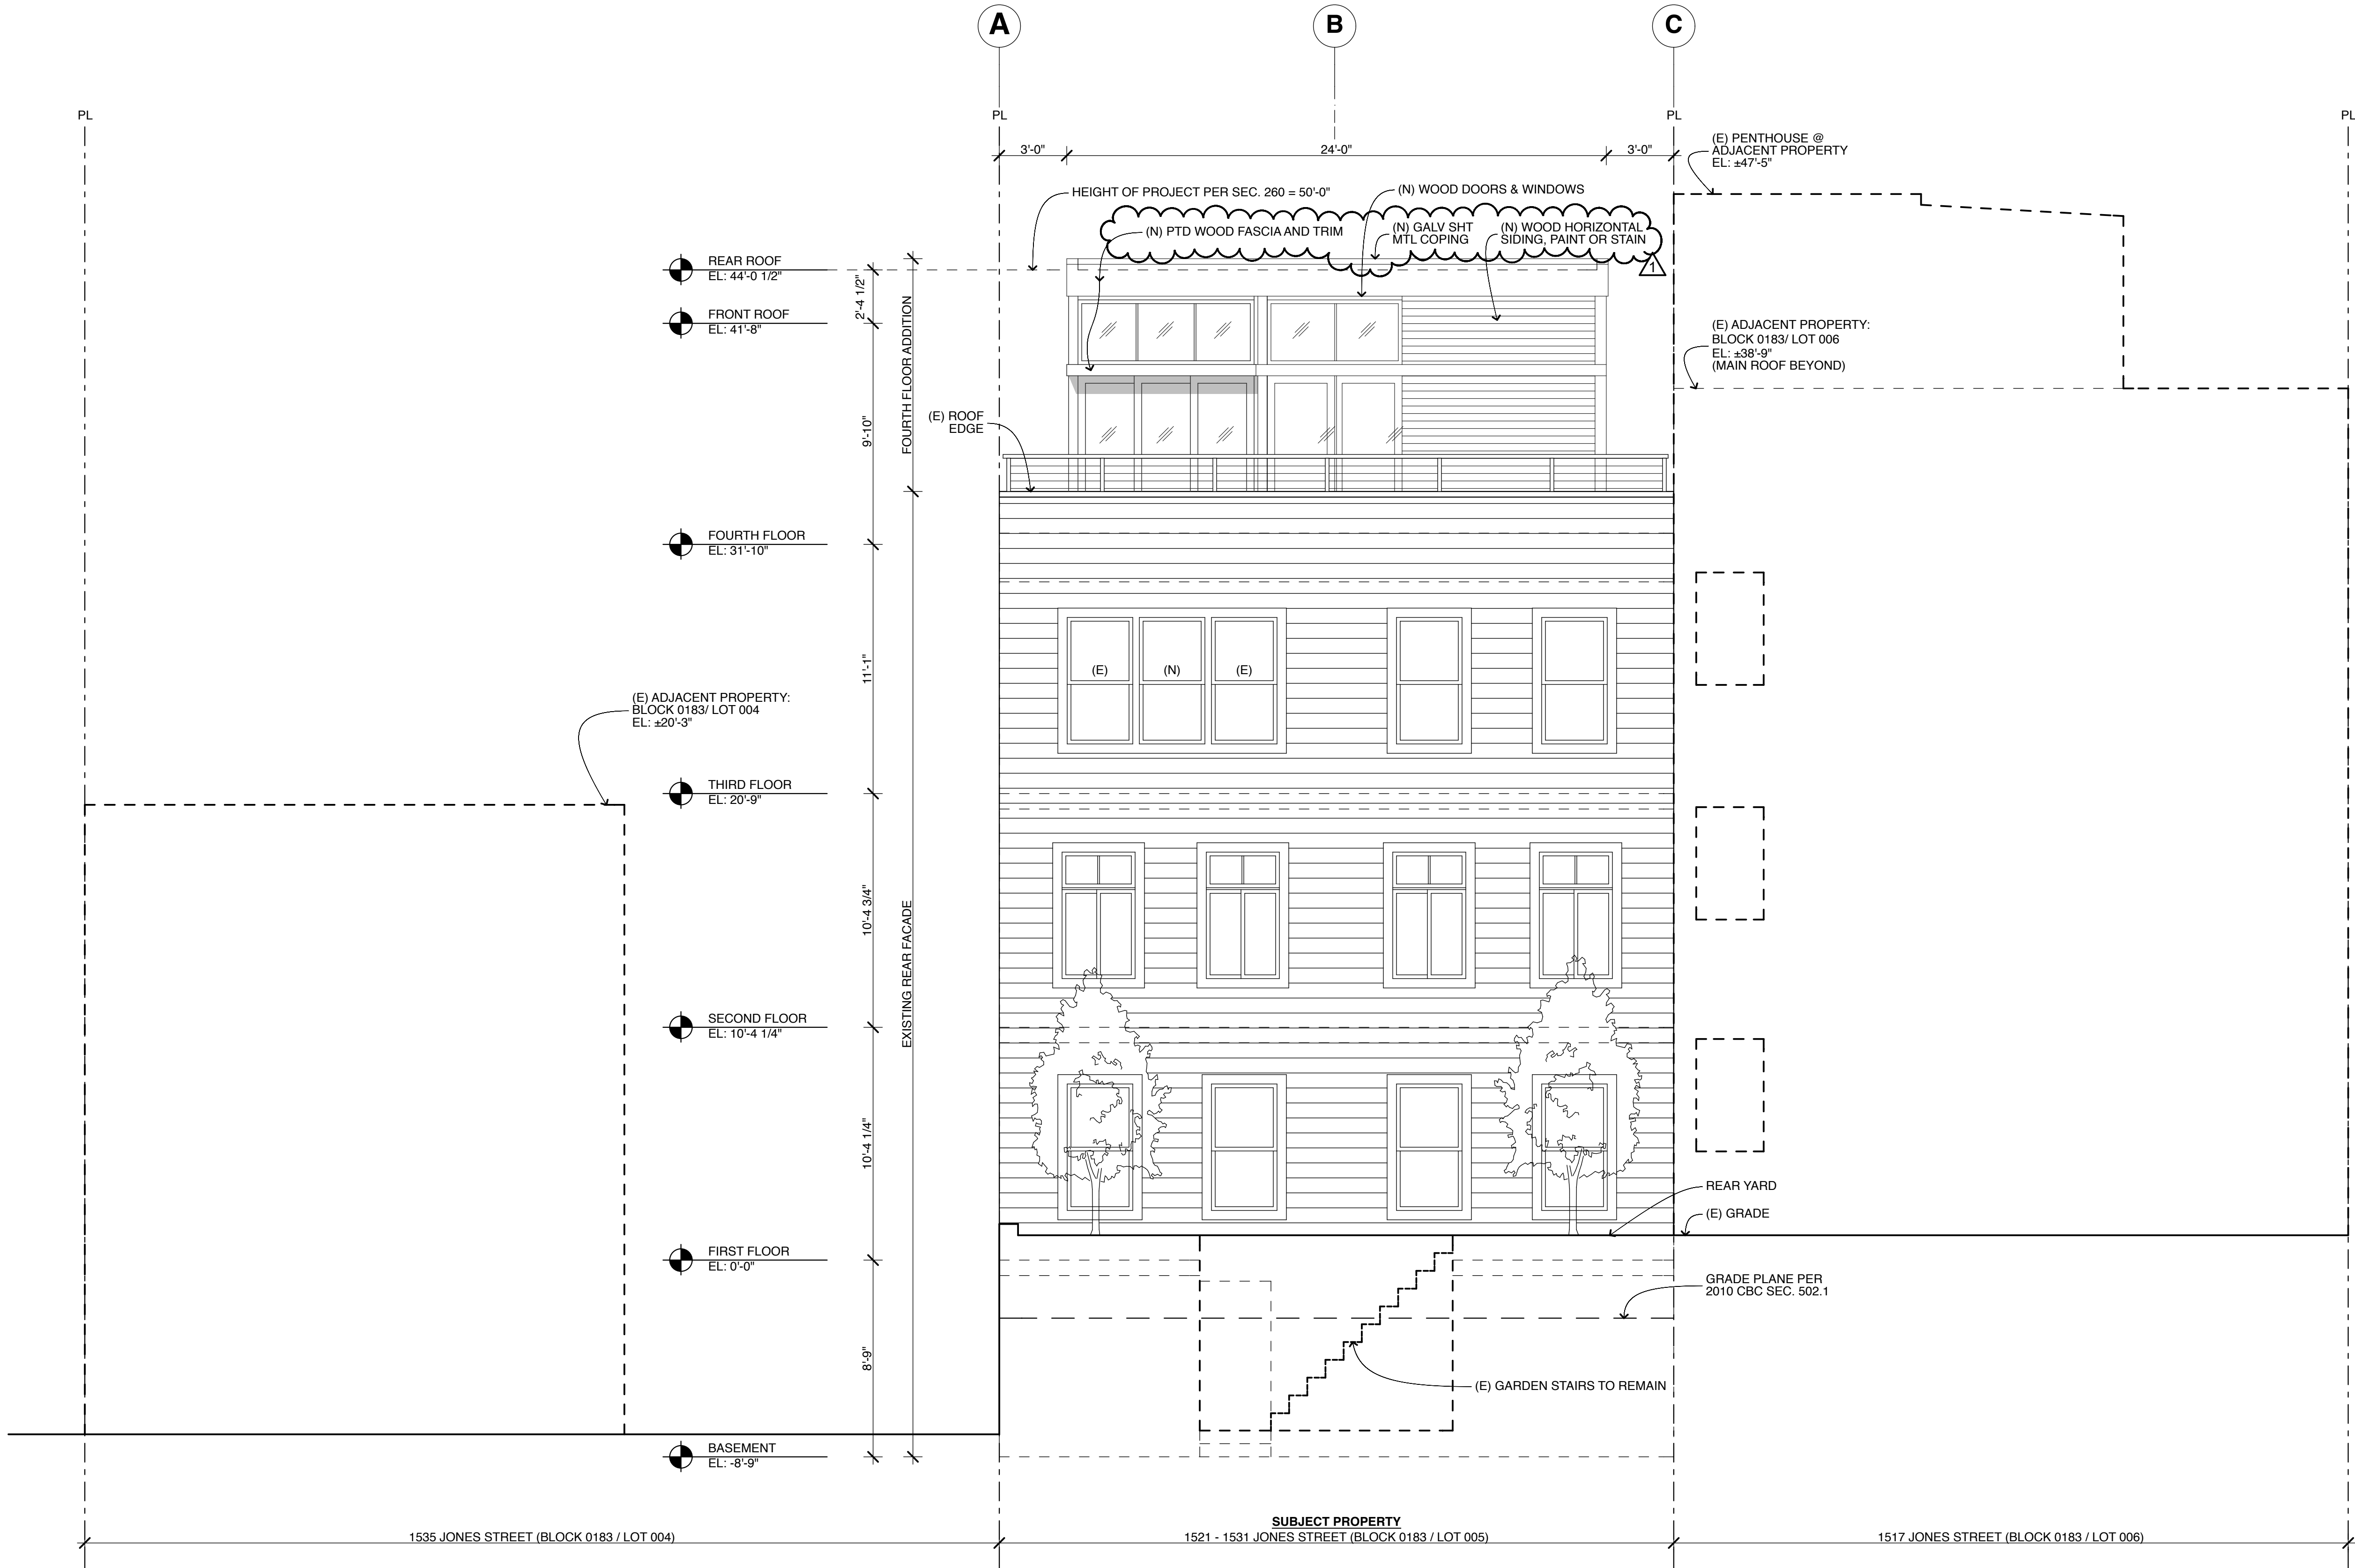 A
B
C
PL
PL
PL
PL
3'-0"
24'-0"
3'-0"
(E) PENTHOUSE @
ADJACENT PROPERTY
EL: ±47'-5"
HEIGHT OF PROJECT PER SEC. 260 = 50'-0"
(N) WOOD DOORS & WINDOWS
(N) PTD WOOD FASCIA AND TRIM
(N) GALV SHT
MTL COPING
(N) WOOD HORIZONTAL
SIDING, PAINT OR STAIN
1
REAR ROOF
EL: 44'-0 1/2"
2'-4 1/2"
FRONT ROOF
EL: 41'-8"
FOURTH FLOOR ADDITION
(E) ADJACENT PROPERTY:
BLOCK 0183/ LOT 006
EL: ±38'-9"
(MAIN ROOF BEYOND)
(E) ROOF
EDGE
9'-10"
FOURTH FLOOR
EL: 31'-10"
11'-1"
(E)
(N)
(E)
(E) ADJACENT PROPERTY:
BLOCK 0183/ LOT 004
EL: ±20'-3"
THIRD FLOOR
EL: 20'-9"
10'-4 3/4"
EXISTING REAR FACADE
SECOND FLOOR
EL: 10'-4 1/4"
10'-4 1/4"
REAR YARD
(E) GRADE
FIRST FLOOR
EL: 0'-0"
GRADE PLANE PER
2010 CBC SEC. 502.1
8'-9"
(E) GARDEN STAIRS TO REMAIN
BASEMENT
EL: -8'-9"
SUBJECT PROPERTY
1535 JONES STREET (BLOCK 0183 / LOT 004)
1521 - 1531 JONES STREET (BLOCK 0183 / LOT 005)
1517 JONES STREET (BLOCK 0183 / LOT 006)